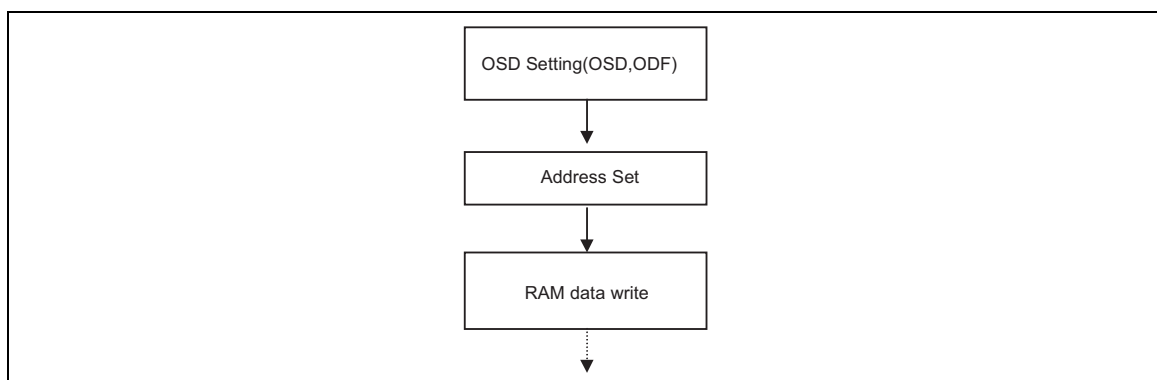 OSD Setting(OSD,ODF)
Address Set
RAM data write